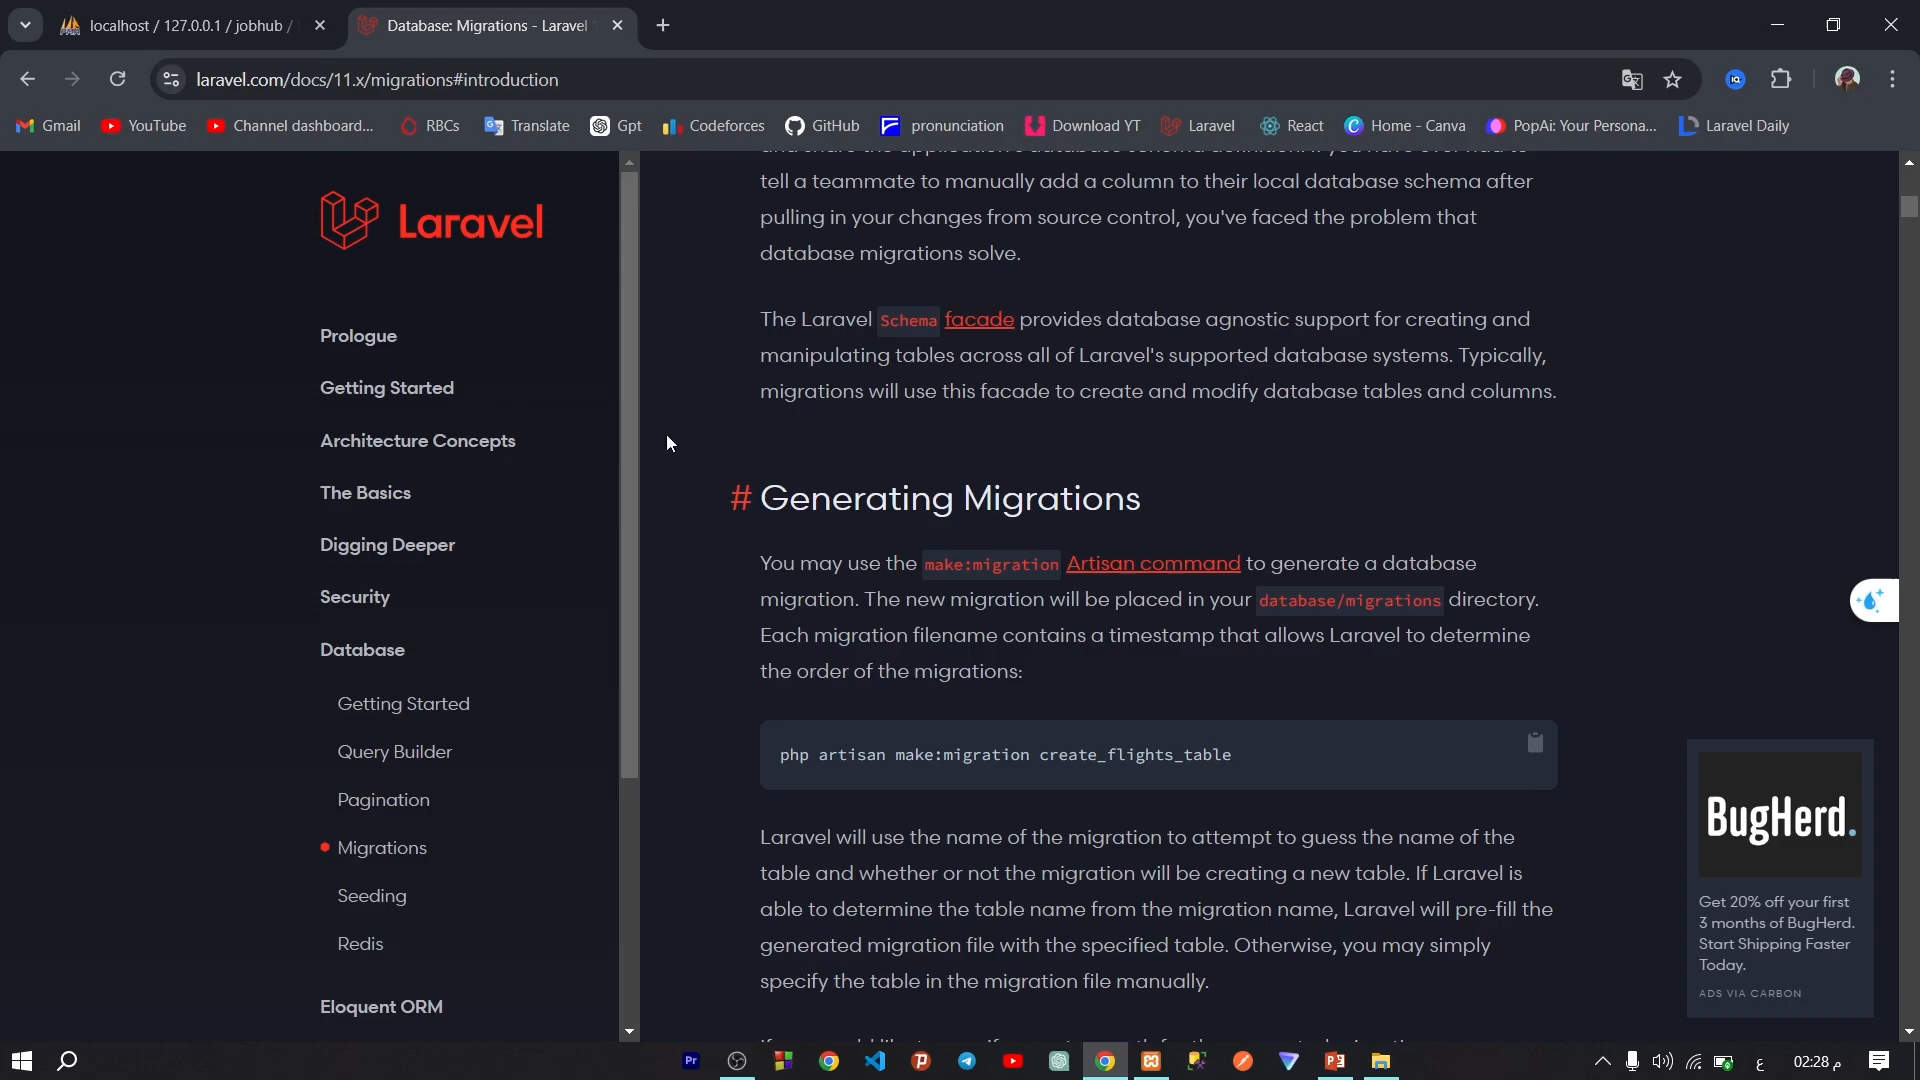 localhost / 127.0.0.1 / jobhub /
Database: Migrations - Laravel
laravel.com/docs/11.x/migrations#introduction
Gmail
YouTube
Channel dashboard...
RBCs
Translate
Gpt
Codeforces
GitHub
pronunciation
Download YT
Laravel
React
Home - Canva
PopAi: Your Persona...
Laravel Daily
Laravel
Prologue
Getting Started
Architecture Concepts
The Basics
Digging Deeper
Security
Database
Getting Started
Query Builder
Pagination
Migrations
Seeding
Redis
Eloquent ORM
tell a teammate to manually add a column to their local database schema after
pulling in your changes from source control, you've faced the problem that
database migrations solve.
The Laravel Schema facade provides database agnostic support for creating and
manipulating tables across all of Laravel's supported database systems. Typically,
migrations will use this facade to create and modify database tables and columns.
# Generating Migrations
You may use the make:migration Artisan command to generate a database
migration. The new migration will be placed in your database/migrations directory.
Each migration filename contains a timestamp that allows Laravel to determine
the order of the migrations:
php artisan make:migration create_flights_table
Laravel will use the name of the migration to attempt to guess the name of the
table and whether or not the migration will be creating a new table. If Laravel is
able to determine the table name from the migration name, Laravel will pre-fill the
generated migration file with the specified table. Otherwise, you may simply
specify the table in the migration file manually.
BugHerd.
Get 20% off your first
3 months of BugHerd.
Start Shipping Faster
Today.
ADS VIA CARBON
Pr
ع
02:28 م